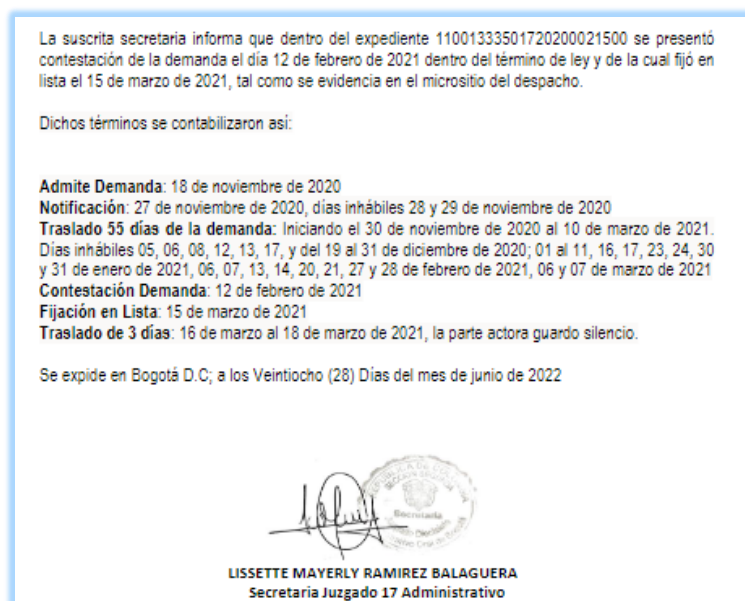 La suscrita secretaria informa que dentro del expediente 11001333501720200021500 se presentó
contestación de la demanda el día 12 de febrero de 2021 dentro del término de ley y de la cual fijó en
lista el 15 de marzo de 2021, tal como se evidencia en el micrositio del despacho.
Dichos términos se contabilizaron así:
Admite Demanda: 18 de noviembre de 2020
Notificación: 27 de noviembre de 2020, días inhábiles 28 y 29 de noviembre de 2020
Traslado 55 días de la demanda: Iniciando el 30 de noviembre de 2020 al 10 de marzo de 2021.
Días inhábiles 05, 06, 08, 12, 13, 17, y del 19 al 31 de diciembre de 2020; 01 al 11, 16, 17, 23, 24, 30
y 31 de enero de 2021, 06, 07, 13, 14, 20, 21, 27 y 28 de febrero de 2021, 06 y 07 de marzo de 2021
Contestación Demanda: 12 de febrero de 2021
Fijación en Lista: 15 de marzo de 2021
Traslado de 3 días: 16 de marzo al 18 de marzo de 2021, la parte actora guardo silencio.
Se expide en Bogotá D.C; a los Veintiocho (28) Días del mes de junio de 2022
Secretaria
LISSETTE MAYERLY RAMIREZ BALAGUERA
Secretaria Juzgado 17 Administrativo